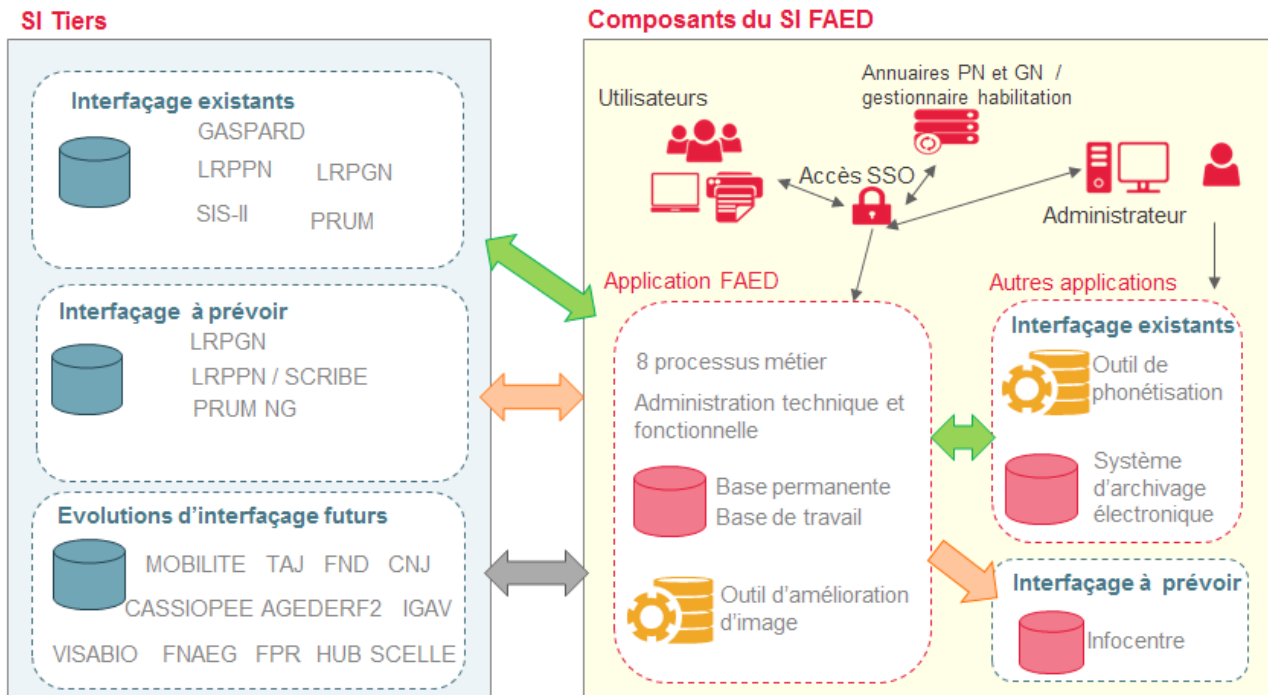 SI Tiers
Interfaçage existants
GASPARD
LRPPN
LRPGN
SIS-II
PRUM
Interfaçage à prévoir
LRPGN
LRPPN / SCRIBE
PRUM NG
Evolutions d'interfaçage futurs
MOBILITE TAJ FND CNJ
CASSIOPEE AGEDERF2 IGAV
VISABIO FNAEG FPR HUB SCELLE
Composants du SI FAED
Utilisateurs
Annuaires PN et GN /
gestionnaire habilitation
Accès SSO
Administrateur
Application FAED
8 processus métier
Administration technique et
fonctionnelle
Base permanente
Base de travail
Outil d'amélioration
d'image
Autres applications
Interfaçage existants
Outil de
phonétisation
Système
d'archivage
électronique
Interfaçage à prévoir
Infocentre